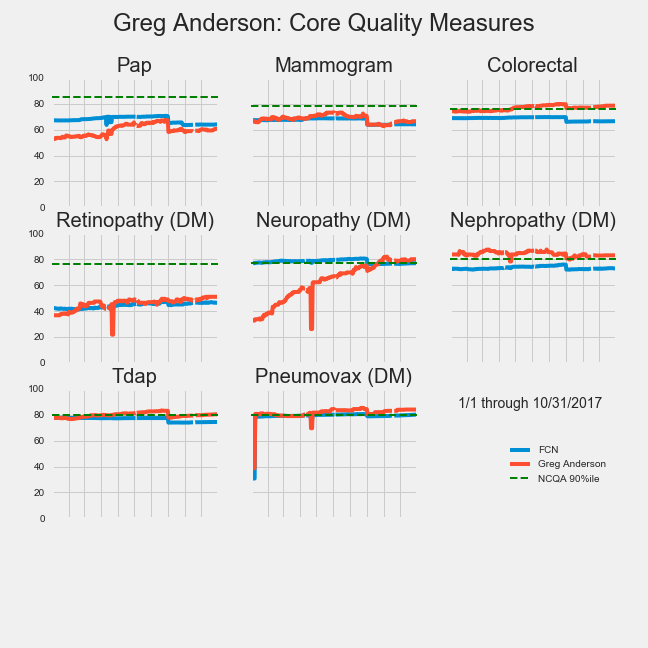 Greg Anderson: Core Quality Measures
Pap
Mammogram
Colorectal
100
80
60
40
20
0
Retinopathy (DM)
Neuropathy (DM)
Nephropathy (DM)
100
80
60
40
20
0
Tdap
Pneumovax (DM)
100
80
60
40
20
0
1/1 through 10/31/2017
FCN
Greg Anderson
NCQA 90%ile